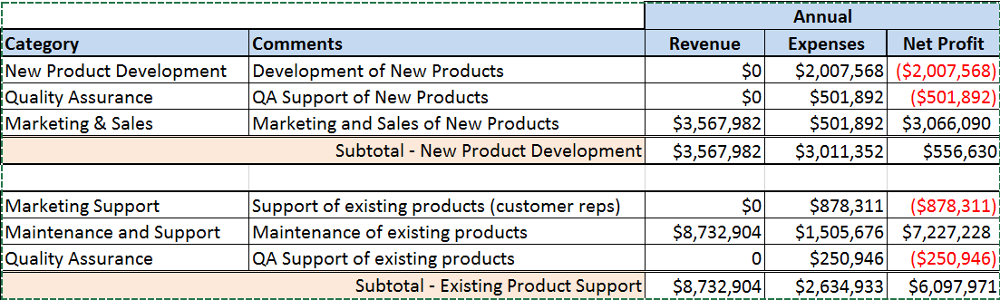 Annual
Category Comments Revenue Expenses Net Profit
New Product Development Development of New Products $0 $2,007,568 ($2,007,568)
Quality Assurance QA Support of New Products $0 $501,892 ($501,892)
Marketing & Sales Marketing and Sales of New Products $3,567,982 $501,892 $3,066,090
Subtotal - New Product Development $3,567,982 $3,011,352 $556,630
Marketing Support Support of existing products (customer reps) $0 $878,311 ($878,311)
Maintenance and Support Maintenance of existing products $8,732,904 $1,505,676 $7,227,228
Quality Assurance QA Support of existing products 0 $250,946 ($250,946)
Subtotal - Existing Product Support $8,732,904 $2,634,933 $6,097,971